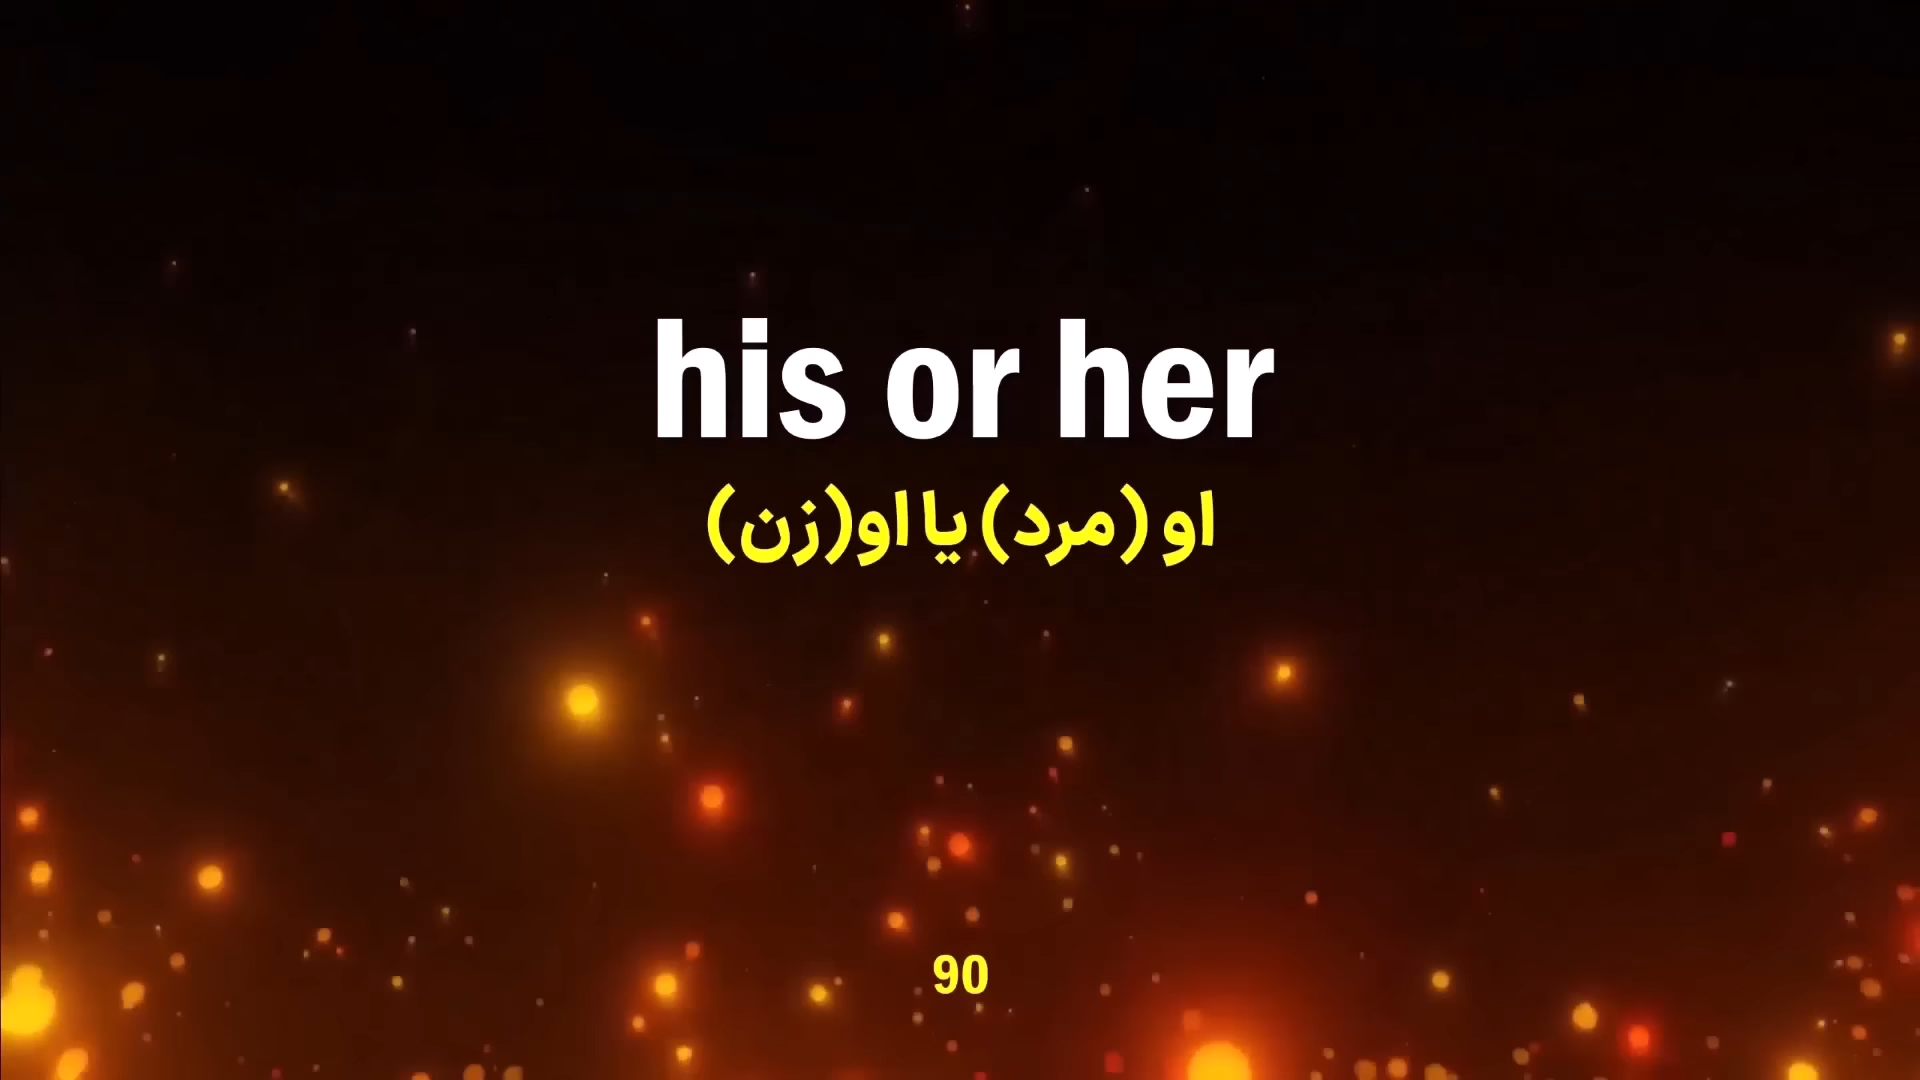 his or her
او (مرد) یا او(زن)
90